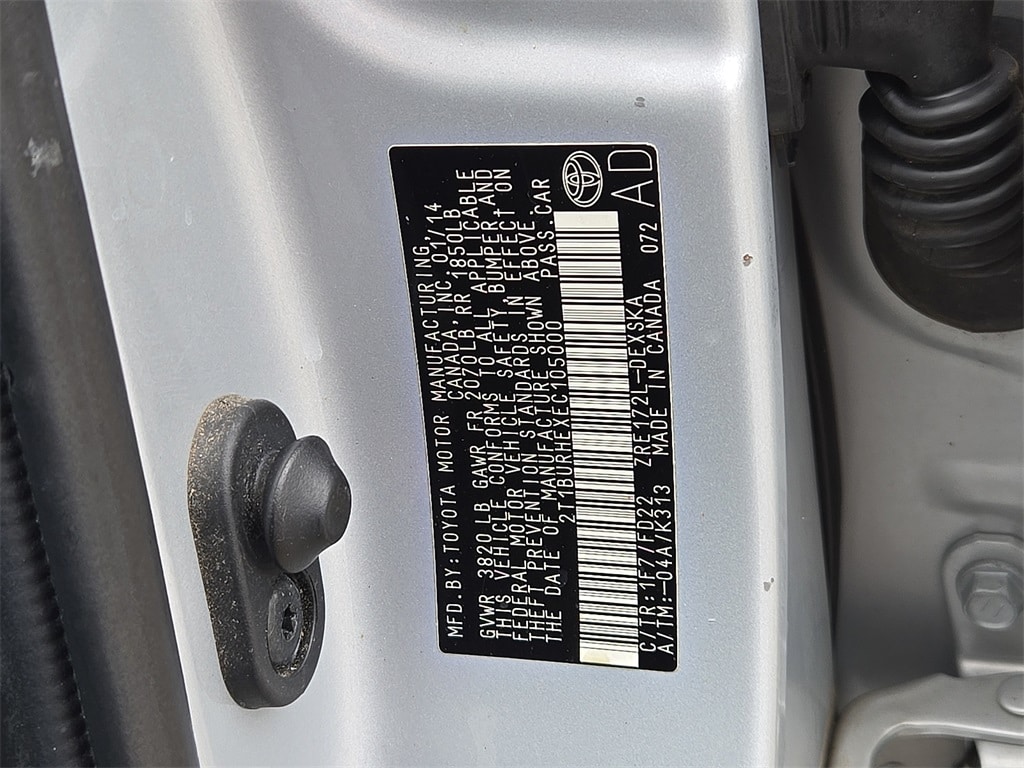 MFD.BY:TOYOTA MOTOR MANUFACTURING,
CANADA,INC.01/14
GVWR 3820LB GAWR FR 2070LB,RR 1850LB
THIS VEHICLE CONFORMS TO ALL APPLICABLE
FEDERAL MOTOR VEHICLE SAFETY,BUMPER,AND
THEFT PREVENTION STANDARDS IN EFFECT ON
THE DATE OF MANUFACTURE SHOWN ABOVE.
2T1BURHEXEC105000 PASS.CAR
C/TR:1F7/FD22 ZRE172L-DEXSKA
A/TM:-04A/K313 MADE IN CANADA 072
AD